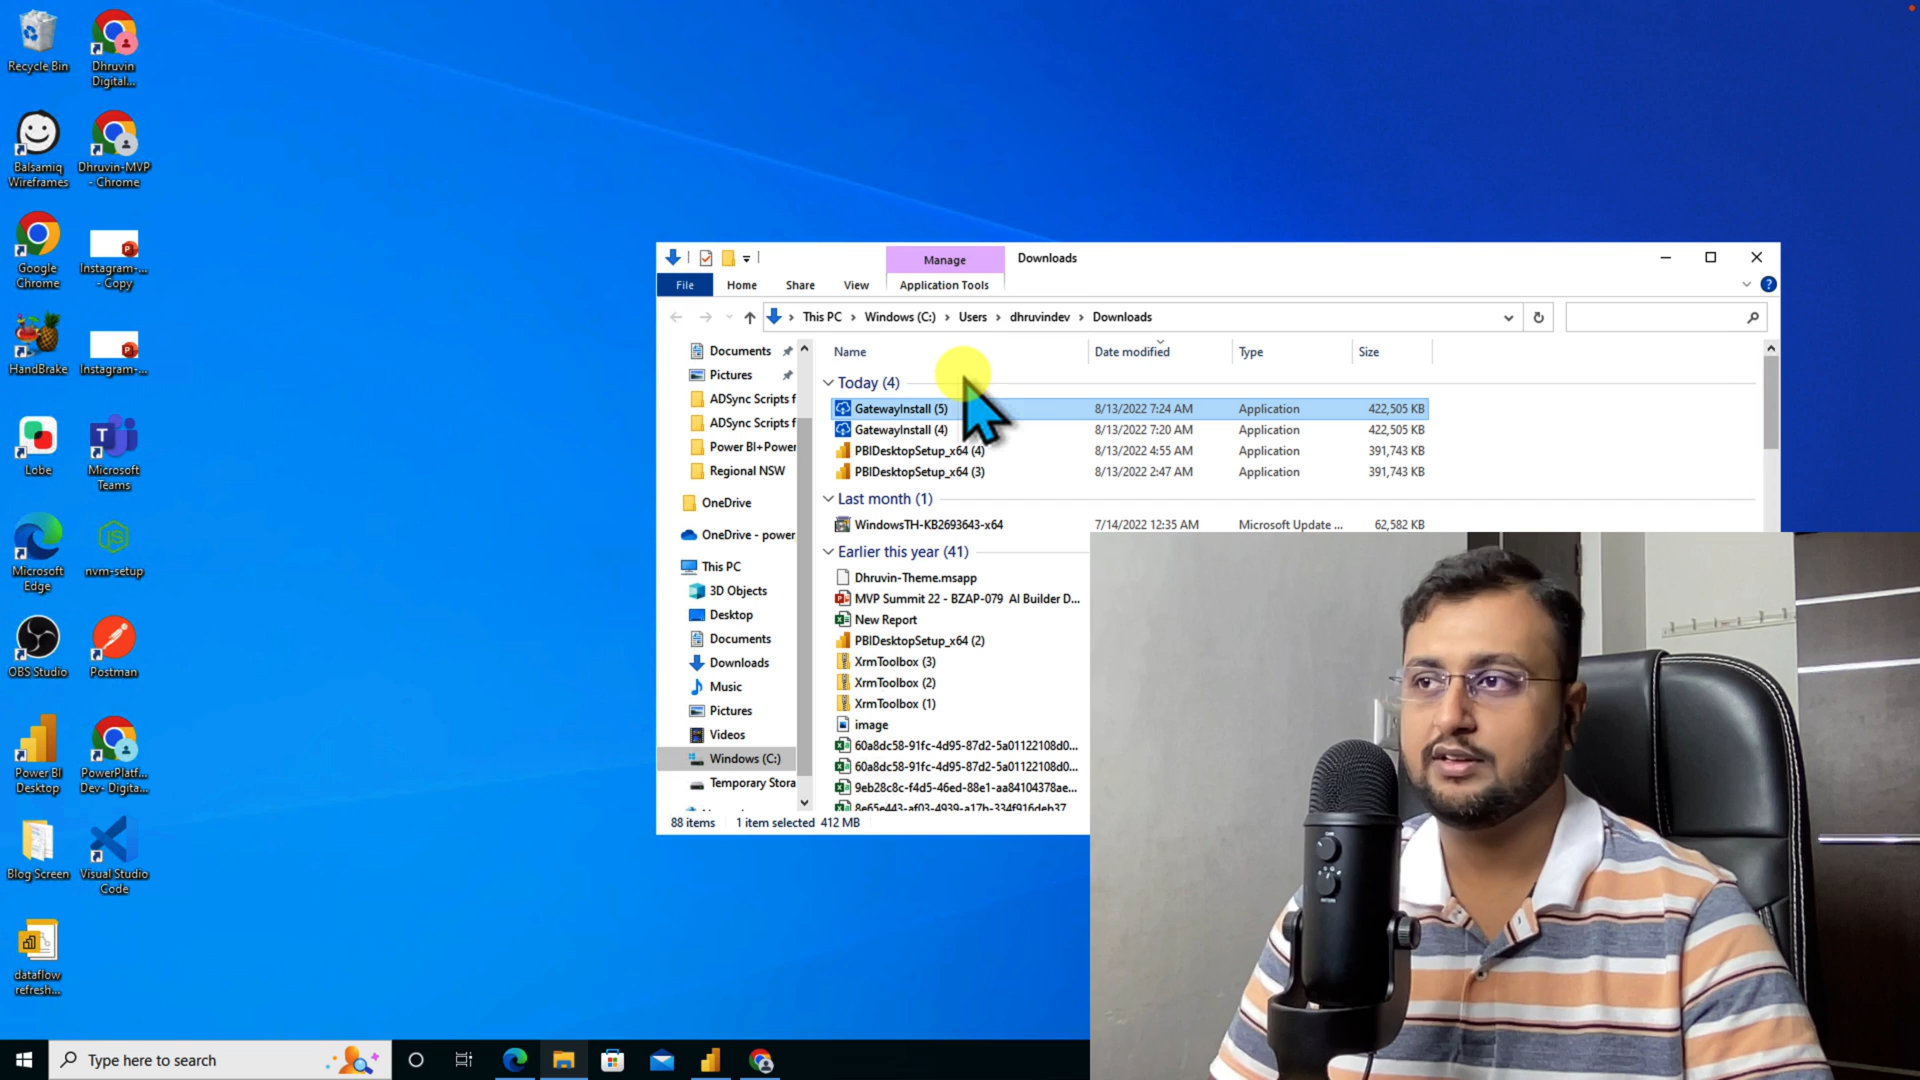 Recycle Bin
Dhruvin
Digital...
Balsamiq
Wireframes
Dhruvin-MVP
- Chrome
Google
Chrome
Instagram-...
- Copy
HandBrake
Instagram-...
Lobe
Microsoft
Teams
Microsoft
Edge
nvm-setup
OBS Studio
Postman
Power BI
Desktop
PowerPlatf...
Dev- Digita...
Blog Screen
Visual Studio
Code
dataflow
refresh...
Manage
Downloads
File
Home
Share
View
Application Tools
This PC > Windows (C:) > Users > dhruvindev > Downloads
Documents
Pictures
ADSync Scripts f
ADSync Scripts f
Power BI+Power
Regional NSW
OneDrive
OneDrive - power
This PC
3D Objects
Desktop
Documents
Downloads
Music
Pictures
Videos
Windows (C:)
Temporary Stora
Name Date modified Type Size
Today (4)
GatewayInstall (5) 8/13/2022 7:24 AM Application 422,505 KB
GatewayInstall (4) 8/13/2022 7:20 AM Application 422,505 KB
PBIDesktopSetup_x64 (4) 8/13/2022 4:55 AM Application 391,743 KB
PBIDesktopSetup_x64 (3) 8/13/2022 2:47 AM Application 391,743 KB
Last month (1)
WindowsTH-KB2693643-x64 7/14/2022 12:35 AM Microsoft Update ... 62,582 KB
Earlier this year (41)
Dhruvin-Theme.msapp
MVP Summit 22 - BZAP-079 AI Builder D...
New Report
PBIDesktopSetup_x64 (2)
XrmToolbox (3)
XrmToolbox (2)
XrmToolbox (1)
image
60a8dc58-91fc-4d95-87d2-5a01122108d0...
60a8dc58-91fc-4d95-87d2-5a01122108d0...
9eb28c8c-f4d5-46ed-88e1-aa84104378ae...
8e65e443-af03-4939-a17b-334f916deb37
88 items 1 item selected 412 MB
Type here to search